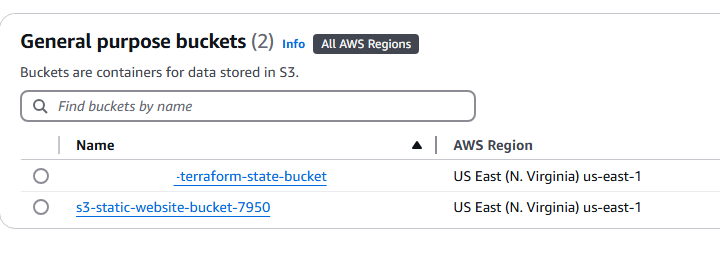 General purpose buckets (2) Info All AWS Regions
Buckets are containers for data stored in S3.
Find buckets by name
Name AWS Region
-terraform-state-bucket US East (N. Virginia) us-east-1
s3-static-website-bucket-7950 US East (N. Virginia) us-east-1